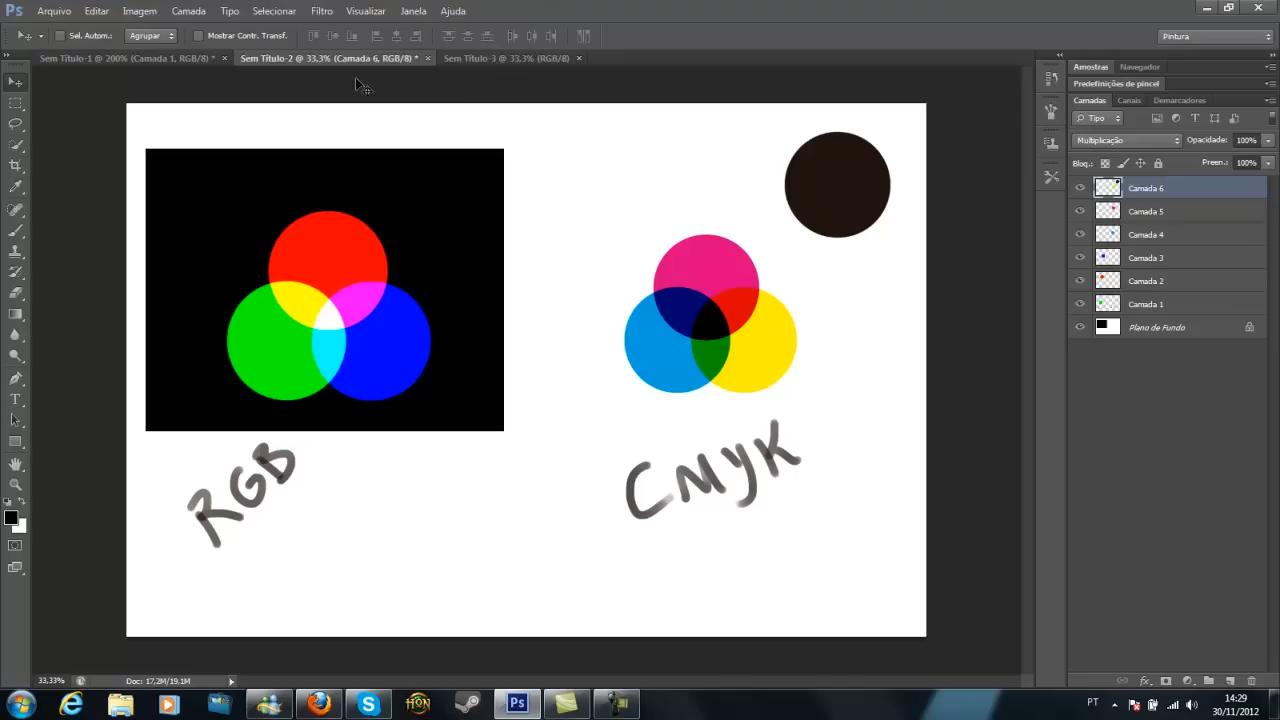 Ps Arquivo Editar Imagem Camada Tipo Selecionar Filtro Visualizar Janela Ajuda
Sel. Autom.: Agrupar Mostrar Contr. Transf. Pintura
Sem Título-1 @ 200% (Camada 1, RGB/8) * × Sem Título-2 @ 33,3% (Camada 6, RGB/8) * × Sem Título-3 @ 33,3% (RGB/8) ×
Amostras Navegador
Predefinições de pincel
Camadas Canais Demarcadores
Tipo
Multiplicação Opacidade: 100%
Bloq.: Preen.: 100%
Camada 6
Camada 5
Camada 4
Camada 3
Camada 2
Camada 1
Plano de Fundo
RGB
CMYK
33,33% Doc: 17,2M/19,1M
HON Ps PT 14:29
30/11/2012